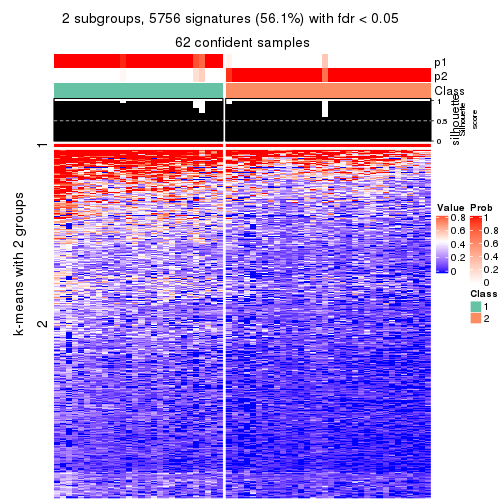 2 subgroups, 5756 signatures (56.1%) with fdr < 0.05
62 confident samples
p1
p2
Class
1
0.5
0
silhouette
Silhouette
score
k-means with 2 groups
1
2
Value
0.8
0.6
0.4
0.2
0
Prob
1
0.8
0.6
0.4
0.2
0
Class
1
2